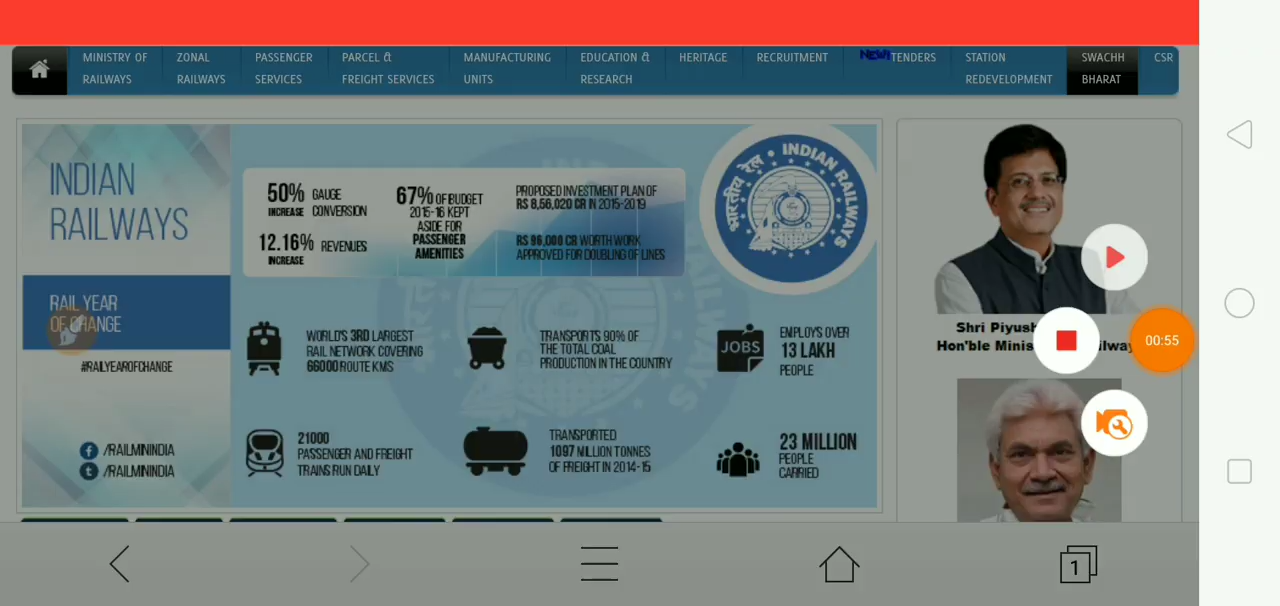 MINISTRY OF
RAILWAYS
ZONAL
RAILWAYS
PASSENGER
SERVICES
PARCEL &
FREIGHT SERVICES
MANUFACTURING
UNITS
EDUCATION &
RESEARCH
HERITAGE
RECRUITMENT
NEW! TENDERS
STATION
REDEVELOPMENT
SWACHH
BHARAT
CSR
INDIAN
RAILWAYS
50% GAUGE
INCREASE CONVERSION
12.16% REVENUES
INCREASE
67% OF BUDGET
2015-16 KEPT
ASIDE FOR
PASSENGER
AMENITIES
PROPOSED INVESTMENT PLAN OF
RS 8,56,020 CR IN 2015-2019
RS 96,000 CR WORTH WORK
APPROVED FOR DOUBLING OF LINES
भारतीय रेल • INDIAN RAILWAYS
RAIL YEAR
OF CHANGE
#RAILYEAROFCHANGE
f /RAILMININDIA
t /RAILMININDIA
WORLD'S 3RD LARGEST
RAIL NETWORK COVERING
66000 ROUTE KMS
TRANSPORTS 90% OF
THE TOTAL COAL
PRODUCTION IN THE COUNTRY
JOBS
EMPLOYS OVER
13 LAKH
PEOPLE
21000
PASSENGER AND FREIGHT
TRAINS RUN DAILY
TRANSPORTED
1097 MILLION TONNES
OF FREIGHT IN 2014-15
23 MILLION
PEOPLE
CARRIED
Shri
Hon'ble
00:55
1